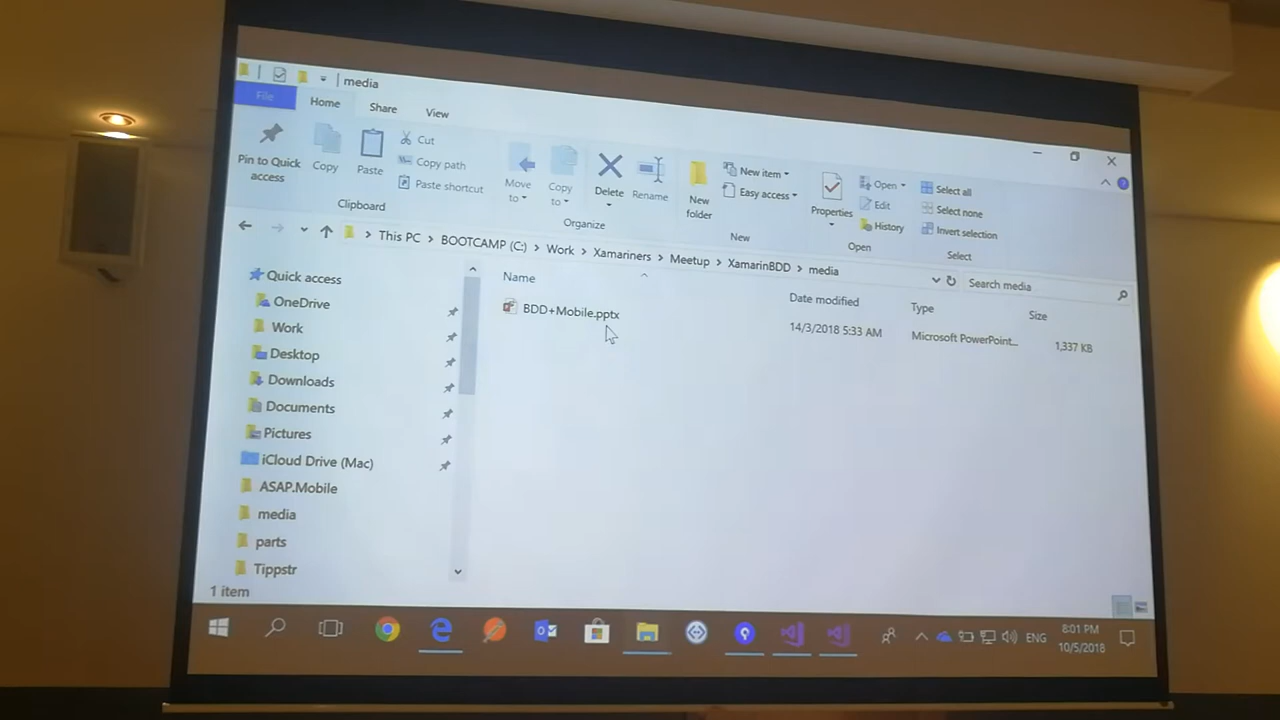 media
File Home Share View
Pin to Quick access
Copy
Paste
Cut
Copy path
Paste shortcut
Clipboard
Move to
Copy to
Delete
Rename
Organize
New folder
New item
Easy access
New
Properties
Open
Edit
History
Open
Select all
Select none
Invert selection
Select
This PC > BOOTCAMP (C:) > Work > Xamariners > Meetup > XamarinBDD > media
Search media
Name Date modified Type Size
BDD+Mobile.pptx 14/3/2018 5:33 AM Microsoft PowerPoint... 1,337 KB
Quick access
OneDrive
Work
Desktop
Downloads
Documents
Pictures
iCloud Drive (Mac)
ASAP.Mobile
media
parts
Tippstr
1 item
ENG
8:01 PM
10/5/2018